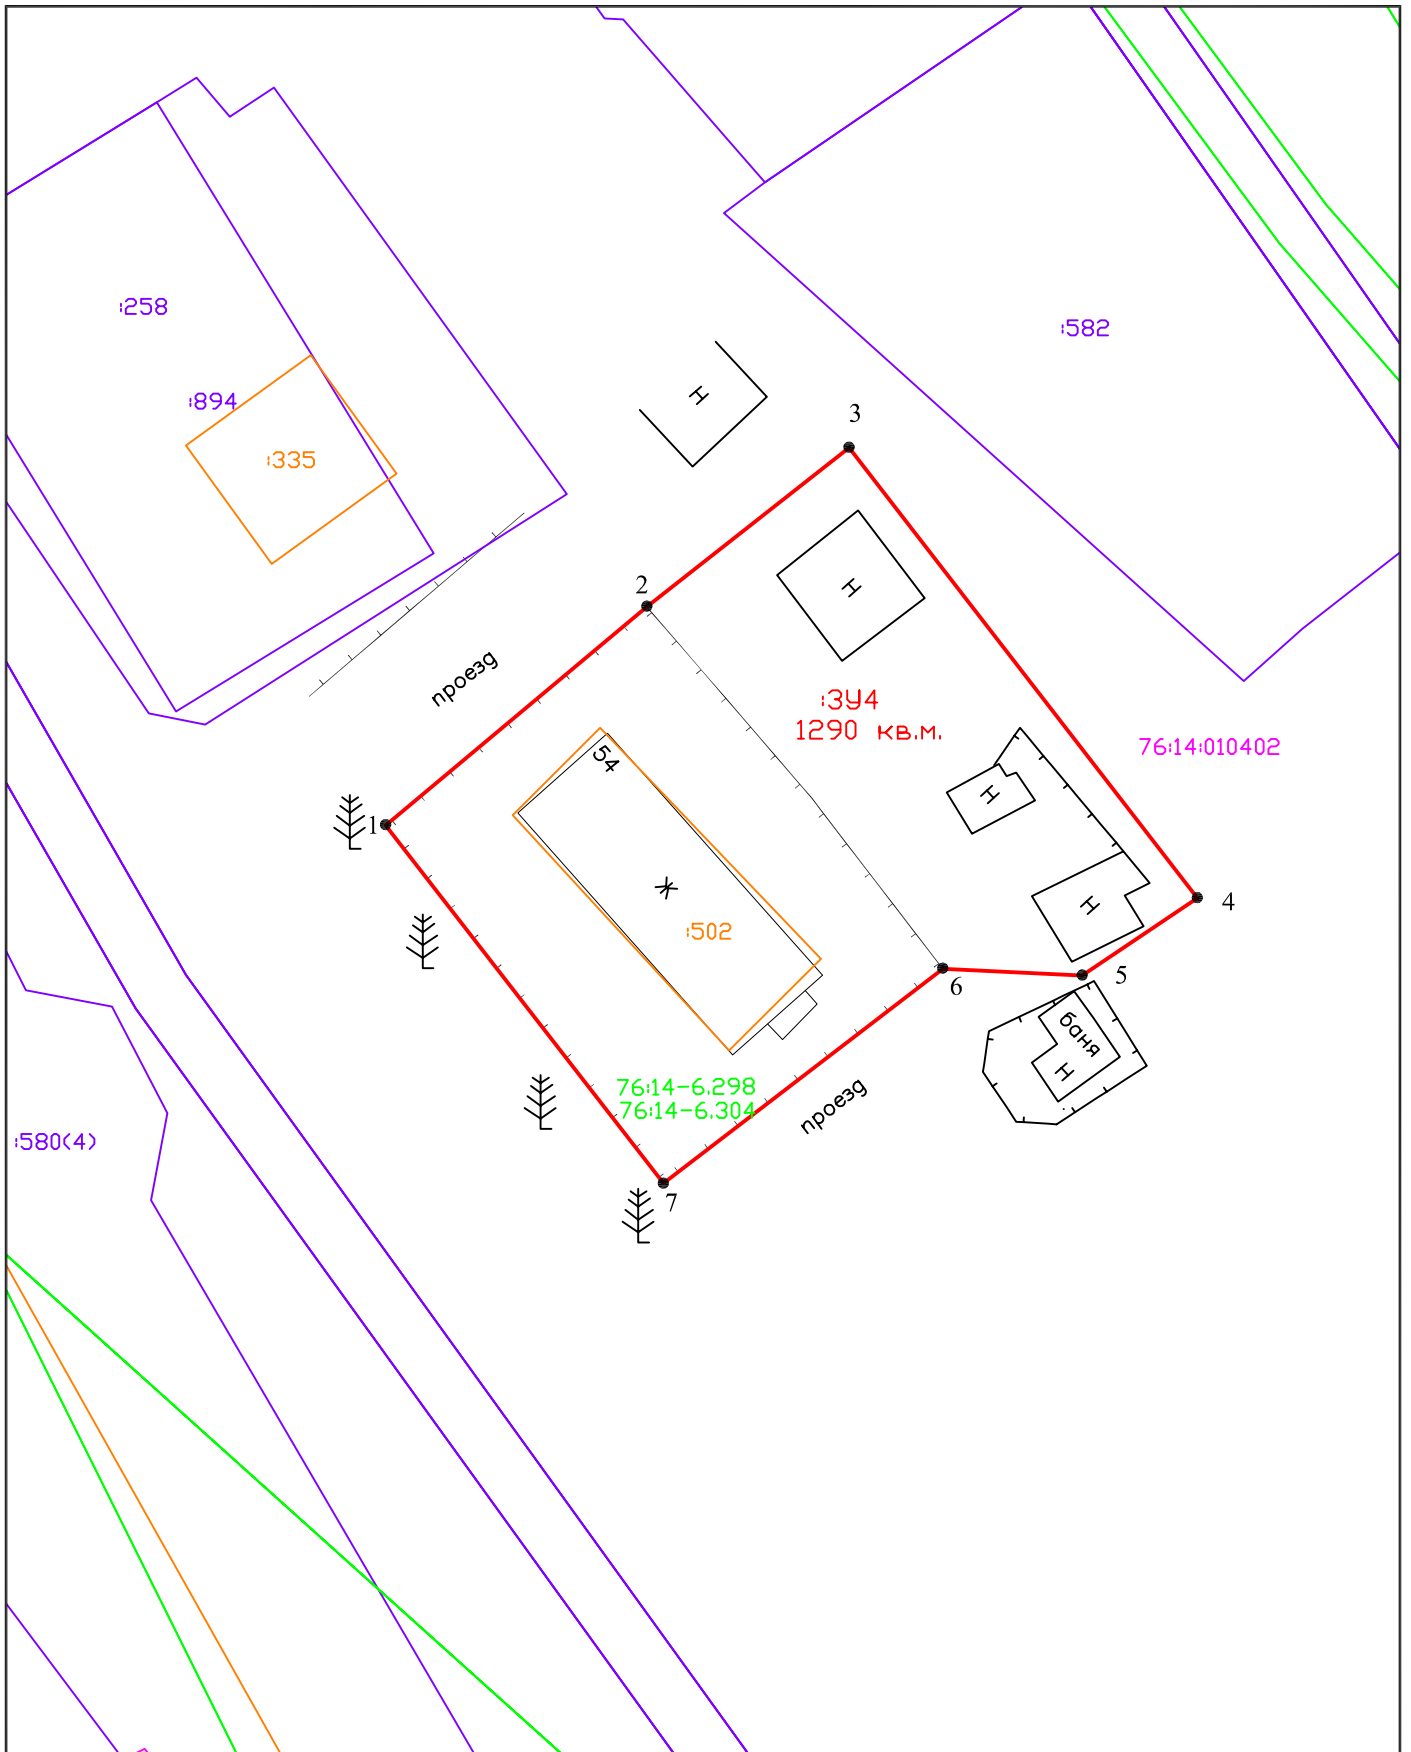 :258
:582
:894
Н
3
:335
2
Н
проезд
:ЗУ4
1290 кв.м.
76:14:010402
54
Н
1
Ж
4
Н
:502
5
6
баня
Н
76:14-6.298
76:14-6.304
проезд
:580(4)
7